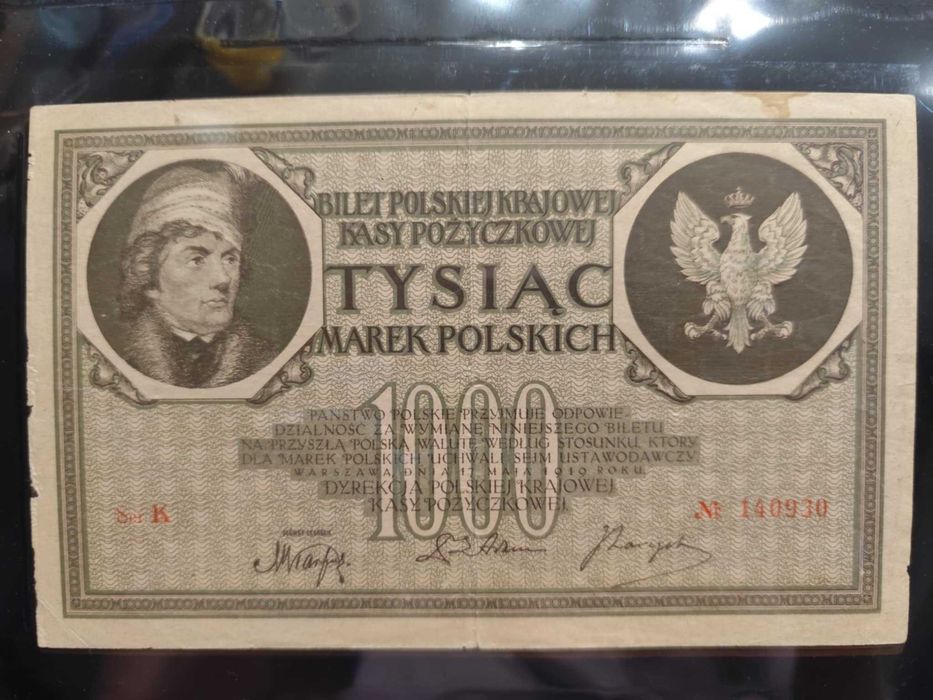 BILET POLSKIEJ KRAJOWEJ
KASY POŻYCZKOWEJ
TYSIĄC
MAREK POLSKICH
1000
PAŃSTWO POLSKIE PRZYJMUJE ODPOWIE-
DZIALNOŚĆ ZA WYMIANĘ NINIEJSZEGO BILETU
NA PRZYSZŁĄ POLSKĄ WALUTĘ WEDŁUG STOSUNKU, KTÓRY
DLA MAREK POLSKICH UCHWALI SEJM USTAWODAWCZY.
WARSZAWA, DNIA 17 MAJA 1919 ROKU.
DYREKCJA POLSKIEJ KRAJOWEJ
KASY POŻYCZKOWEJ.
Ser. K
№ 140930